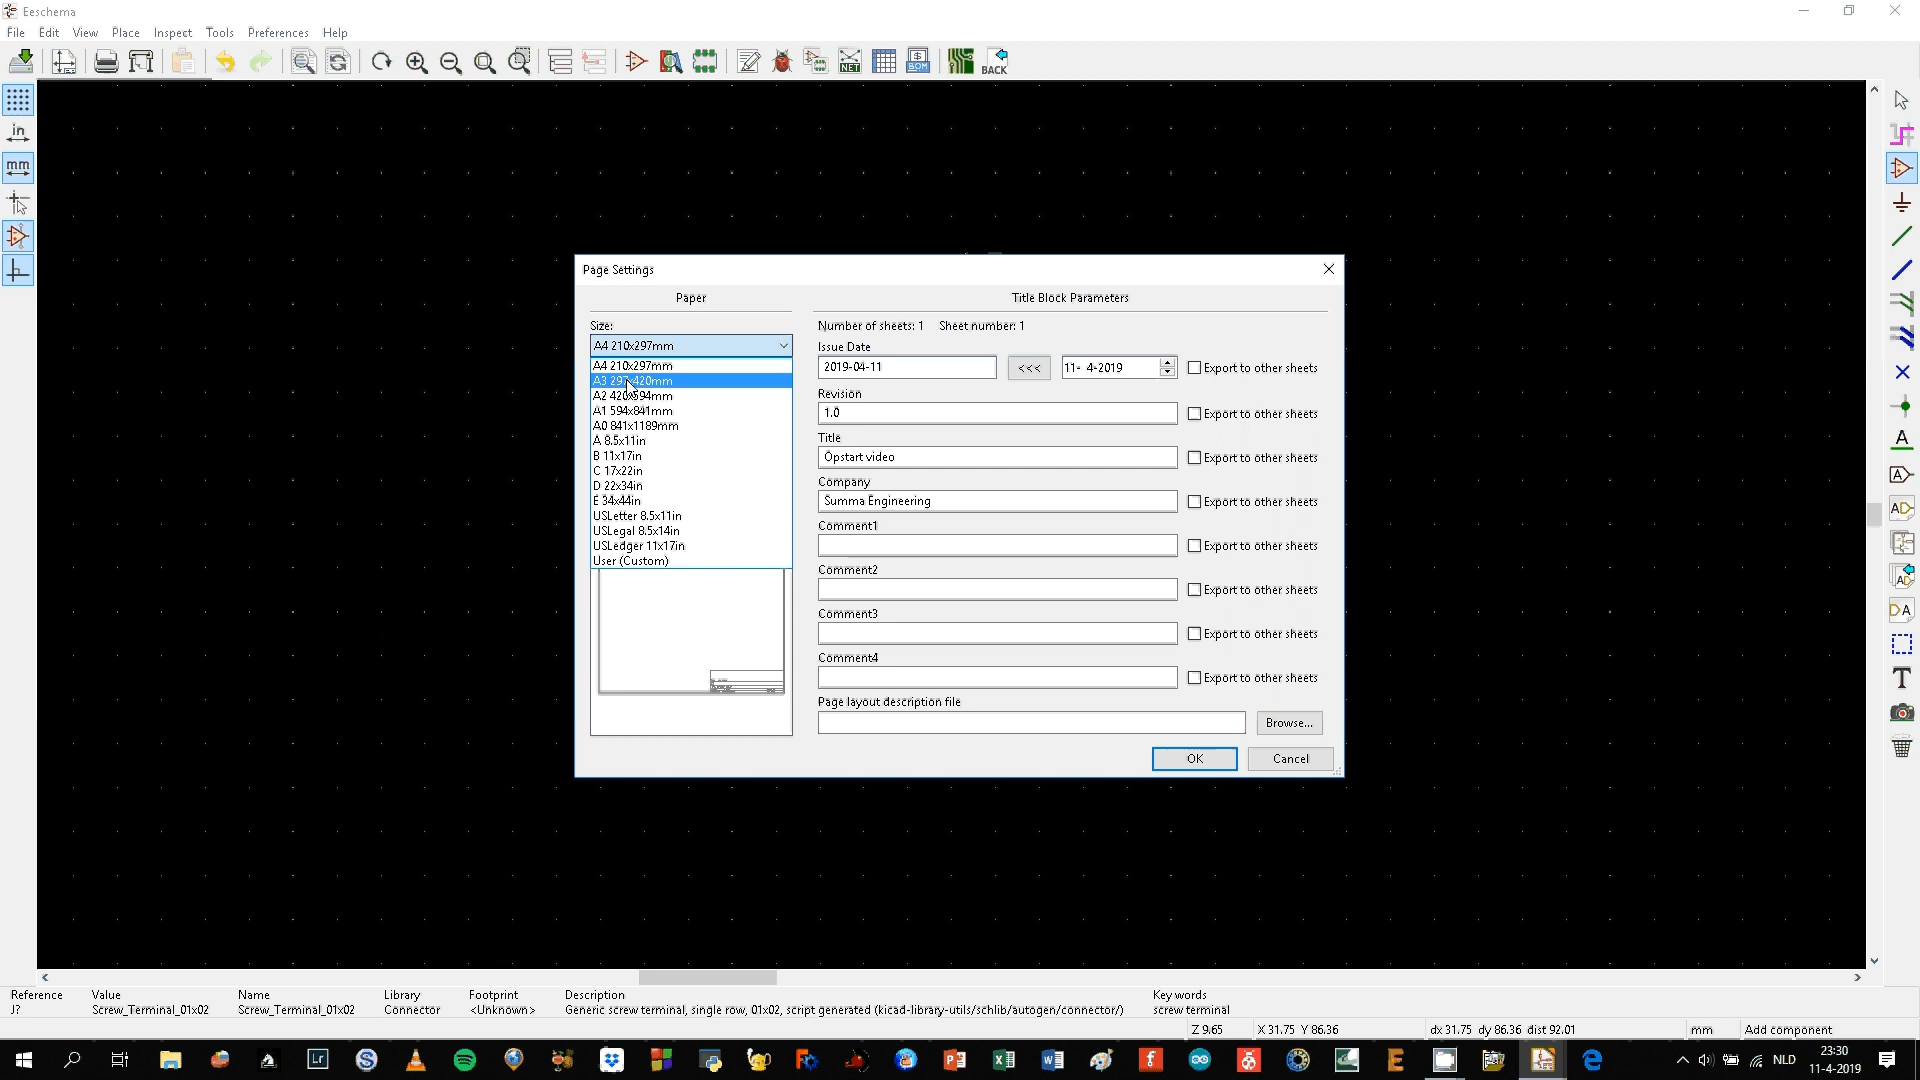 Eeschema
File Edit View Place Inspect Tools Preferences Help
NET
BOM
BACK
in
mm
Page Settings
Paper
Title Block Parameters
Size:
Number of sheets: 1 Sheet number: 1
A4 210x297mm
Issue Date
A4 210x297mm
2019-04-11 <<< 11- 4-2019 Export to other sheets
A3 297x420mm
A2 420x594mm
Revision
A1 594x841mm
1.0 Export to other sheets
A0 841x1189mm
A 8.5x11in
Title
B 11x17in
Opstart video Export to other sheets
C 17x22in
D 22x34in
Company
E 34x44in
Summa Engineering Export to other sheets
USLetter 8.5x11in
USLegal 8.5x14in
Comment1
USLedger 11x17in
Export to other sheets
User (Custom)
Comment2
Export to other sheets
Comment3
Export to other sheets
Comment4
Export to other sheets
Page layout description file
Browse...
OK Cancel
Reference Value Name Library Footprint Description Key words
J? Screw_Terminal_01x02 Screw_Terminal_01x02 Connector <Unknown> Generic screw terminal, single row, 01x02, script generated (kicad-library-utils/schlib/autogen/connector/) screw terminal
Z 9.65 X 31.75 Y 86.36 dx 31.75 dy 86.36 dist 92.01 mm Add component
Lr
NLD
23:30
11-4-2019